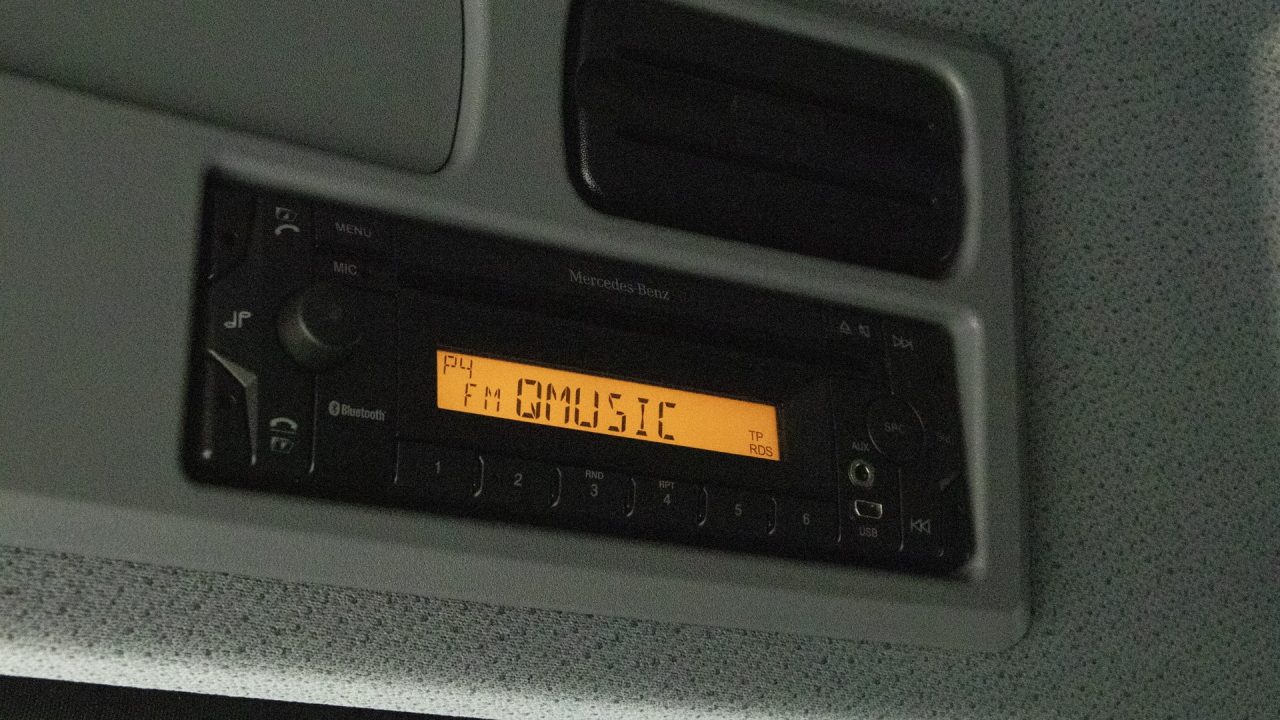 MENU
MIC
Mercedes-Benz
P4
FM QMUSIC
TP
RDS
Bluetooth
SRC
AUX
USB
1
2
RND
3
RPT
4
5
6